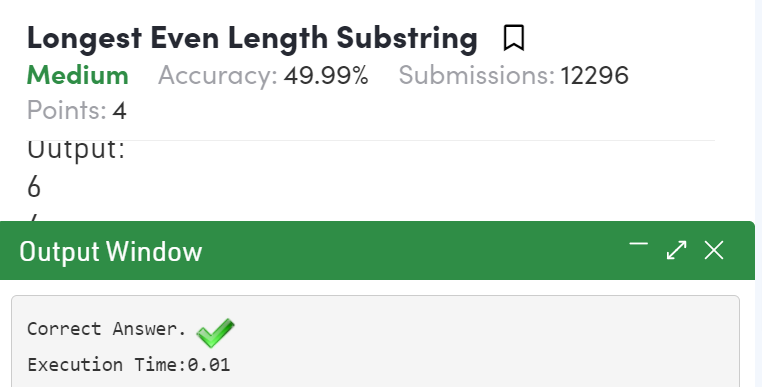 Longest Even Length Substring
Medium Accuracy: 49.99% Submissions: 12296
Points: 4
Output:
6
Output Window
Correct Answer.
Execution Time:0.01